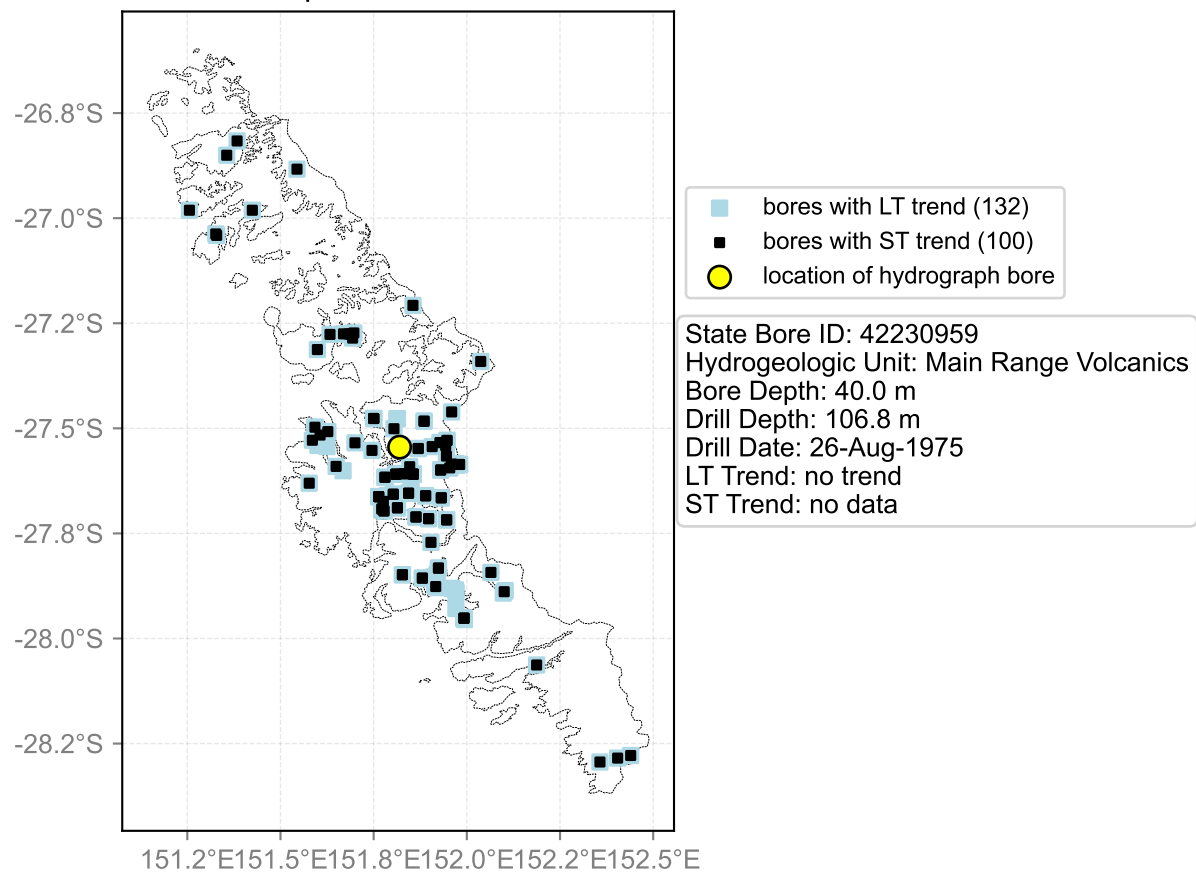 -26.8°S
-27.0°S
-27.2°S
-27.5°S
-27.8°S
-28.0°S
-28.2°S
151.2°E151.5°E151.8°E152.0°E152.2°E152.5°E
bores with LT trend (132)
bores with ST trend (100)
location of hydrograph bore
State Bore ID: 42230959
Hydrogeologic Unit: Main Range Volcanics
Bore Depth: 40.0 m
Drill Depth: 106.8 m
Drill Date: 26-Aug-1975
LT Trend: no trend
ST Trend: no data